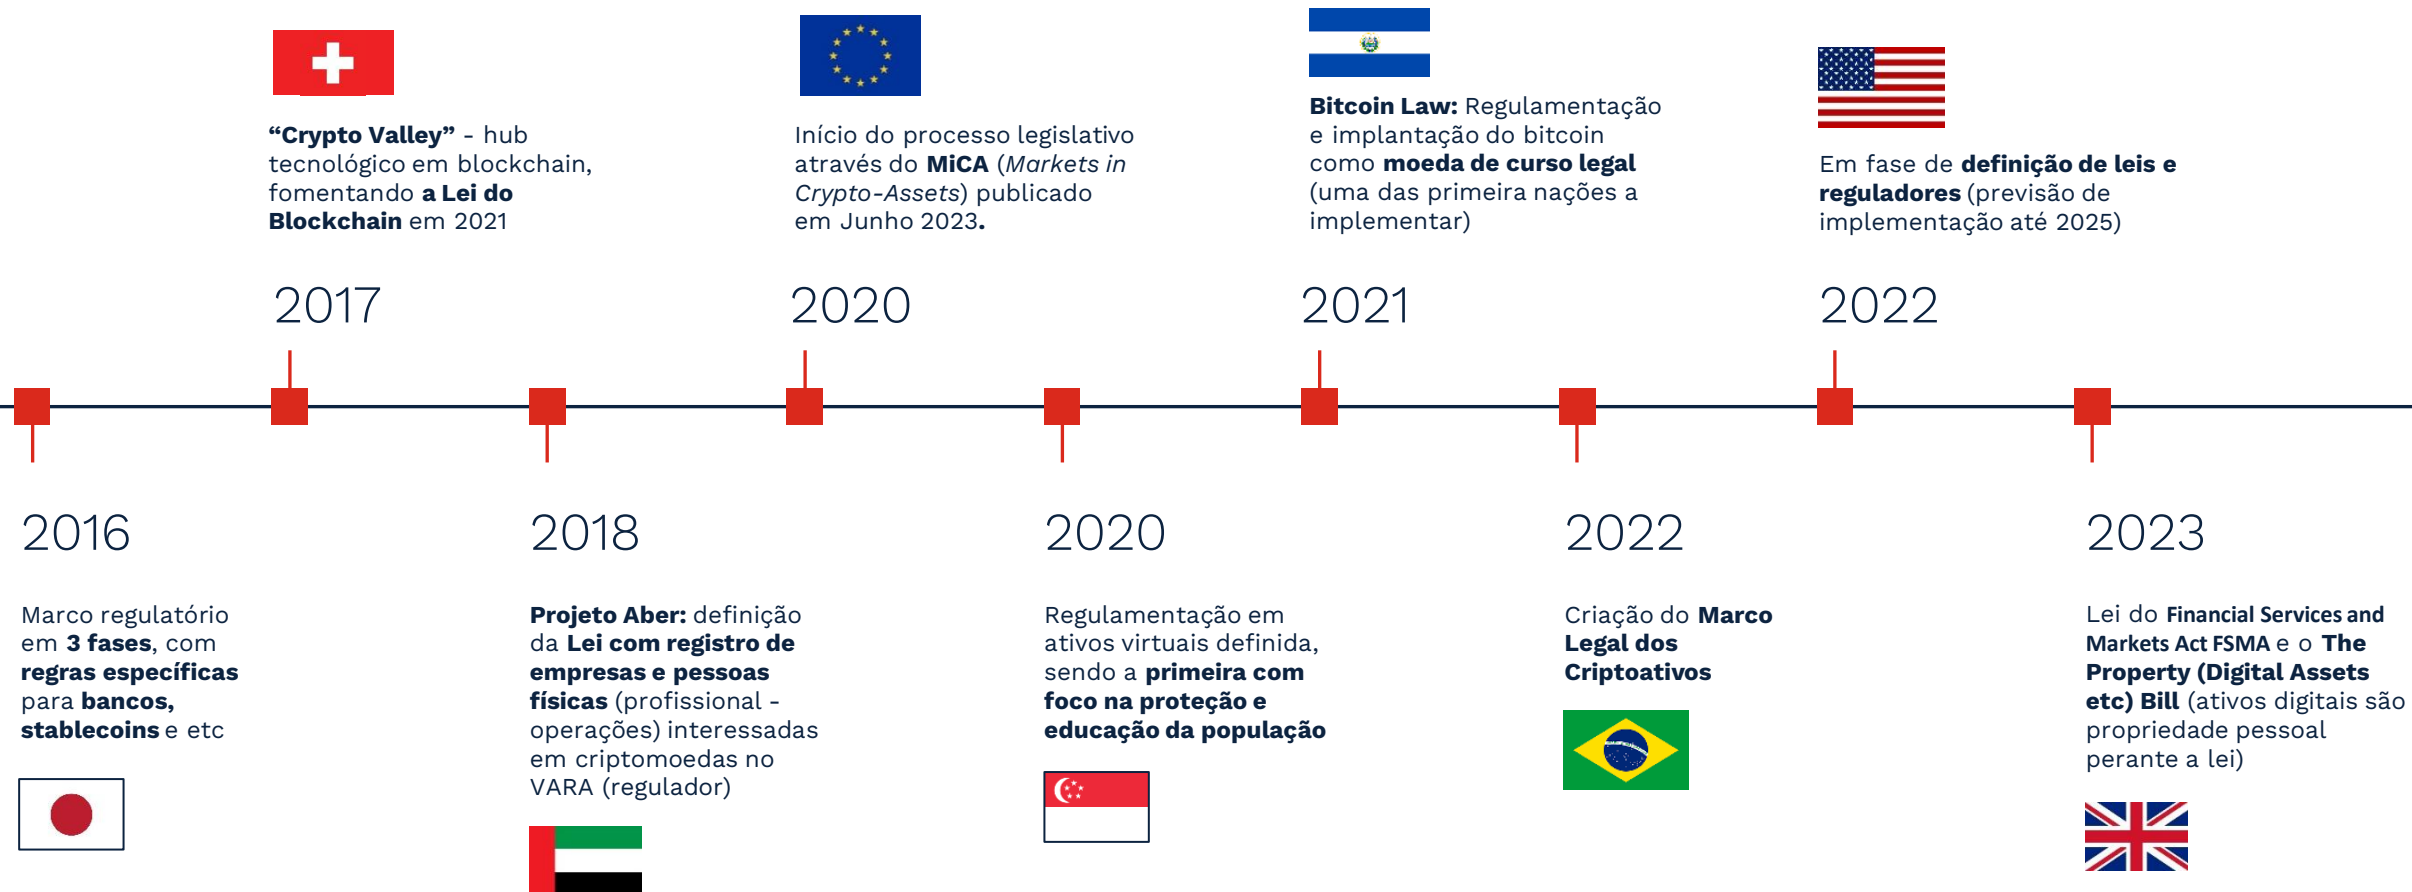 “Crypto Valley” - hub
tecnológico em blockchain,
fomentando a Lei do
Blockchain em 2021
2017
Início do processo legislativo
através do MiCA (Markets in
Crypto-Assets) publicado
em Junho 2023.
2020
Bitcoin Law: Regulamentação
e implantação do bitcoin
como moeda de curso legal
(uma das primeira nações a
implementar)
2021
Em fase de definição de leis e
reguladores (previsão de
implementação até 2025)
2022
2016
Marco regulatório
em 3 fases, com
regras específicas
para bancos,
stablecoins e etc
2018
Projeto Aber: definição
da Lei com registro de
empresas e pessoas
físicas (profissional -
operações) interessadas
em criptomoedas no
VARA (regulador)
2020
Regulamentação em
ativos virtuais definida,
sendo a primeira com
foco na proteção e
educação da população
2022
Criação do Marco
Legal dos
Criptoativos
2023
Lei do Financial Services and
Markets Act FSMA e o The
Property (Digital Assets
etc) Bill (ativos digitais são
propriedade pessoal
perante a lei)